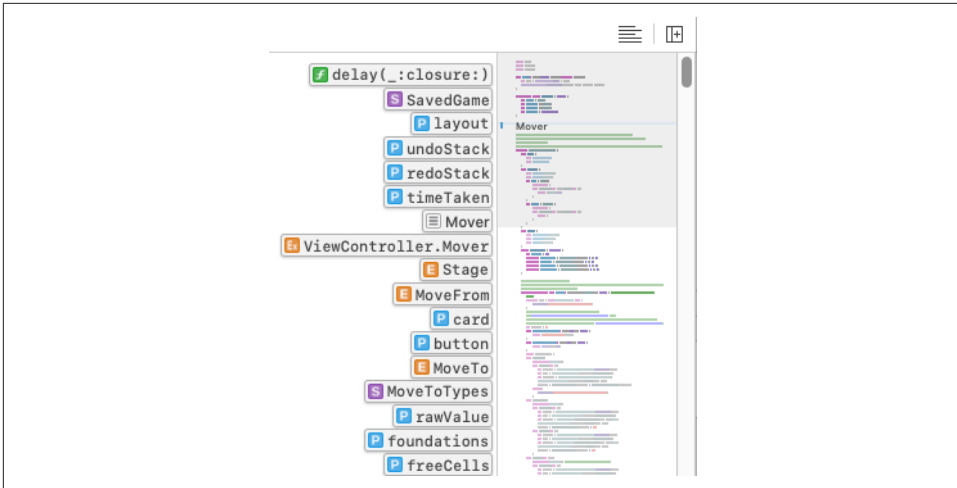 f delay(_:closure:)
S SavedGame
P layout
Mover
P undoStack
P redoStack
P timeTaken
Mover
Ex ViewController.Mover
E Stage
E MoveFrom
P card
P button
E MoveTo
S MoveToTypes
P rawValue
P foundations
P freeCells